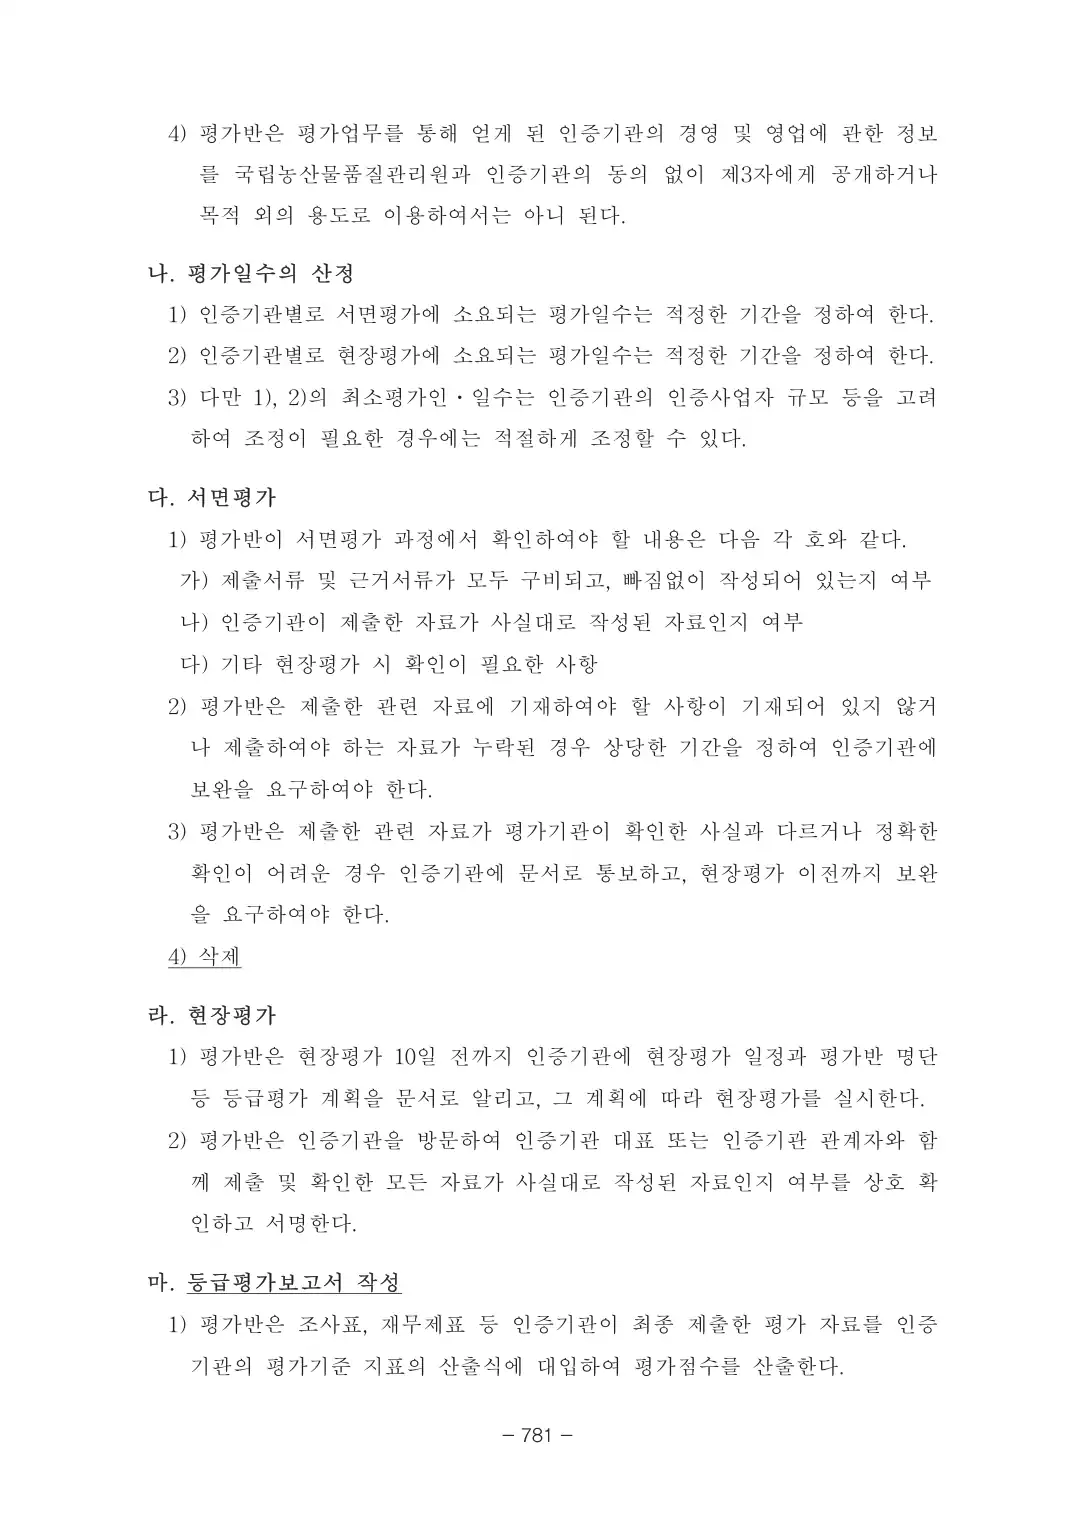 4) 평가반은 평가업무를 통해 얻게 된 인증기관의 경영 및 영업에 관한 정보
를 국립농산물품질관리원과 인증기관의 동의 없이 제3자에게 공개하거나
목적 외의 용도로 이용하여서는 아니 된다.
나. 평가일수의 산정
1) 인증기관별로 서면평가에 소요되는 평가일수는 적정한 기간을 정하여 한다.
2) 인증기관별로 현장평가에 소요되는 평가일수는 적정한 기간을 정하여 한다.
3) 다만 1), 2)의 최소평가인·일수는 인증기관의 인증사업자 규모 등을 고려
하여 조정이 필요한 경우에는 적절하게 조정할 수 있다.
다. 서면평가
1) 평가반이 서면평가 과정에서 확인하여야 할 내용은 다음 각 호와 같다.
가) 제출서류 및 근거서류가 모두 구비되고, 빠짐없이 작성되어 있는지 여부
나) 인증기관이 제출한 자료가 사실대로 작성된 자료인지 여부
다) 기타 현장평가 시 확인이 필요한 사항
2) 평가반은 제출한 관련 자료에 기재하여야 할 사항이 기재되어 있지 않거
나 제출하여야 하는 자료가 누락된 경우 상당한 기간을 정하여 인증기관에
보완을 요구하여야 한다.
3) 평가반은 제출한 관련 자료가 평가기관이 확인한 사실과 다르거나 정확한
확인이 어려운 경우 인증기관에 문서로 통보하고, 현장평가 이전까지 보완
을 요구하여야 한다.
4) 삭제
라. 현장평가
1) 평가반은 현장평가 10일 전까지 인증기관에 현장평가 일정과 평가반 명단
등 등급평가 계획을 문서로 알리고, 그 계획에 따라 현장평가를 실시한다.
2) 평가반은 인증기관을 방문하여 인증기관 대표 또는 인증기관 관계자와 함
께 제출 및 확인한 모든 자료가 사실대로 작성된 자료인지 여부를 상호 확
인하고 서명한다.
마. 등급평가보고서 작성
1) 평가반은 조사표, 재무제표 등 인증기관이 최종 제출한 평가 자료를 인증
기관의 평가기준 지표의 산출식에 대입하여 평가점수를 산출한다.
- 781 -